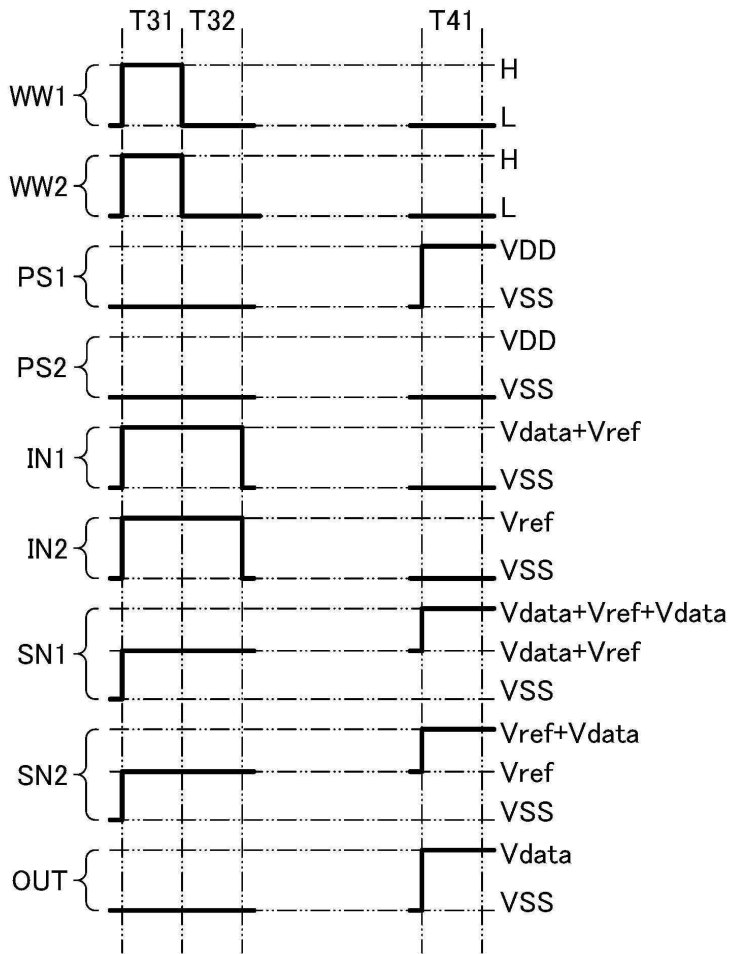 T31 T32 T41
WW1 H
L
WW2 H
L
PS1 VDD
VSS
PS2 VDD
VSS
IN1 Vdata+Vref
VSS
IN2 Vref
VSS
SN1 Vdata+Vref+Vdata
Vdata+Vref
VSS
SN2 Vref+Vdata
Vref
VSS
OUT Vdata
VSS